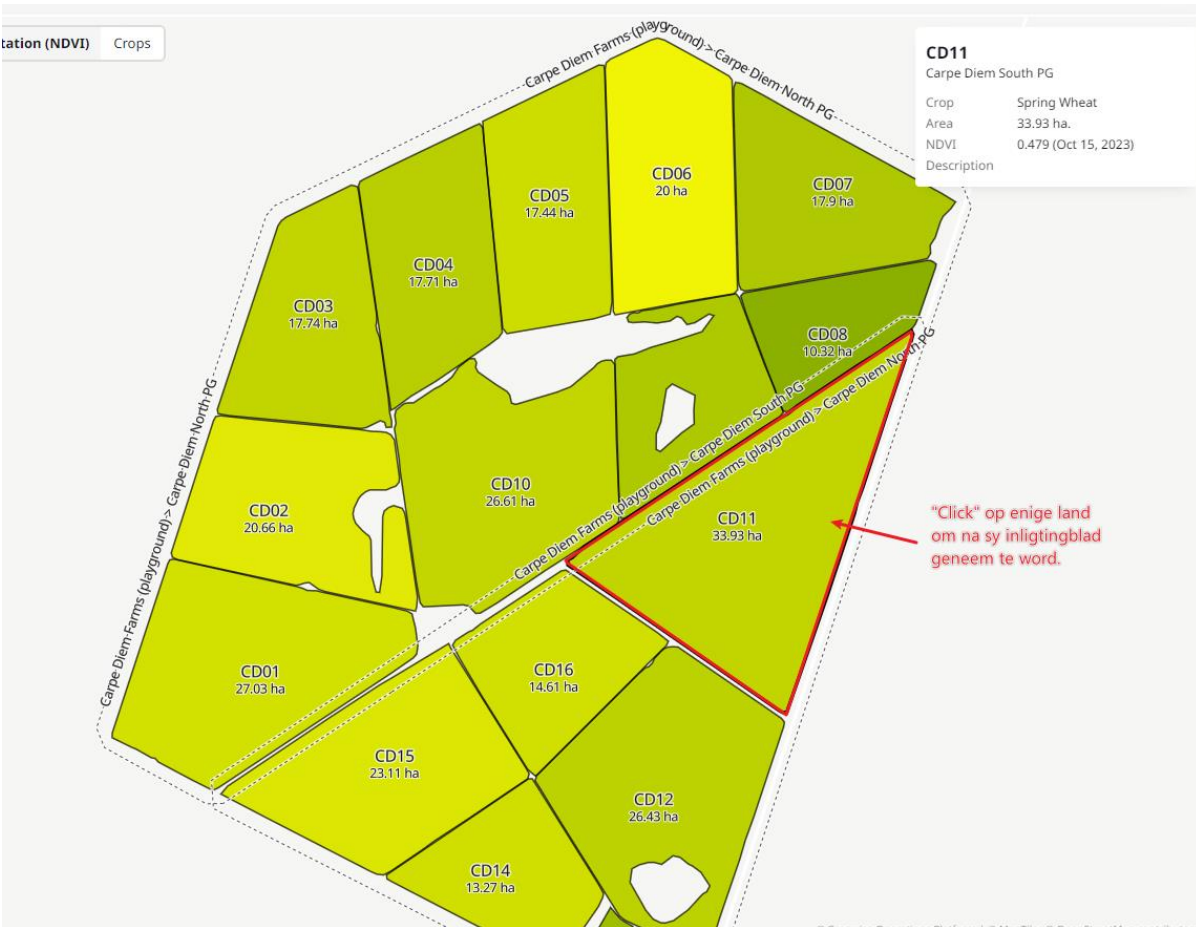 tation (NDVI) Crops
CD11
Carpe Diem South PG
Crop Spring Wheat
Area 33.93 ha.
NDVI 0.479 (Oct 15, 2023)
Description
Carpe Diem Farms (playground) > Carpe Diem North PG
CD06
20 ha
CD05
17.44 ha
CD07
17.9 ha
CD04
17.71 ha
CD03
17.74 ha
CD08
10.32 ha
Carpe Diem Farms (playground) > Carpe Diem North PG
Carpe Diem Farms (playground) > Carpe Diem South PG
Carpe Diem Farms (playground) > Carpe Diem North PG
CD10
26.61 ha
CD02
20.66 ha
CD11
33.93 ha
"Click" op enige land
om na sy inligtingblad
geneem te word.
CD01
27.03 ha
CD16
14.61 ha
CD15
23.11 ha
CD12
26.43 ha
CD14
13.27 ha